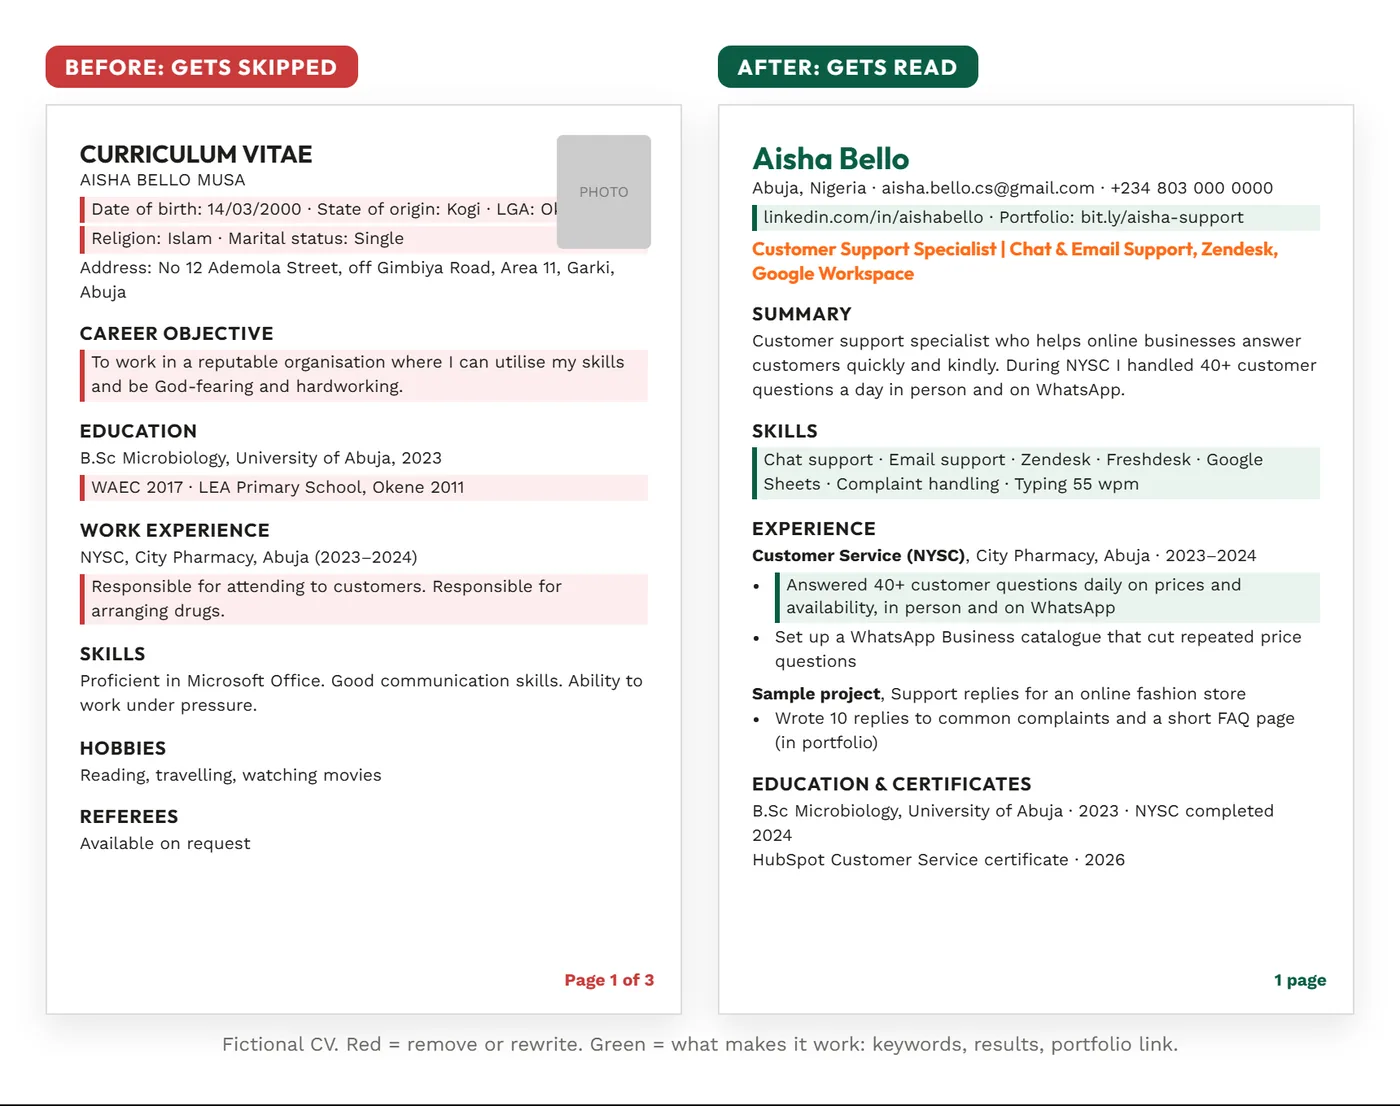 BEFORE: GETS SKIPPED
CURRICULUM VITAE
AISHA BELLO MUSA
PHOTO
Date of birth: 14/03/2000 · State of origin: Kogi · LGA:
Religion: Islam · Marital status: Single
Address: No 12 Ademola Street, off Gimbiya Road, Area 11, Garki,
Abuja
CAREER OBJECTIVE
To work in a reputable organisation where I can utilise my skills
and be God-fearing and hardworking.
EDUCATION
B.Sc Microbiology, University of Abuja, 2023
WAEC 2017 · LEA Primary School, Okene 2011
WORK EXPERIENCE
NYSC, City Pharmacy, Abuja (2023–2024)
Responsible for attending to customers. Responsible for
arranging drugs.
SKILLS
Proficient in Microsoft Office. Good communication skills. Ability to
work under pressure.
HOBBIES
Reading, travelling, watching movies
REFEREES
Available on request
Page 1 of 3
AFTER: GETS READ
Aisha Bello
Abuja, Nigeria · aisha.bello.cs@gmail.com · +234 803 000 0000
linkedin.com/in/aishabello · Portfolio: bit.ly/aisha-support
Customer Support Specialist | Chat & Email Support, Zendesk,
Google Workspace
SUMMARY
Customer support specialist who helps online businesses answer
customers quickly and kindly. During NYSC I handled 40+ customer
questions a day in person and on WhatsApp.
SKILLS
Chat support · Email support · Zendesk · Freshdesk · Google
Sheets · Complaint handling · Typing 55 wpm
EXPERIENCE
Customer Service (NYSC), City Pharmacy, Abuja · 2023–2024
• Answered 40+ customer questions daily on prices and
availability, in person and on WhatsApp
• Set up a WhatsApp Business catalogue that cut repeated price
questions
Sample project, Support replies for an online fashion store
• Wrote 10 replies to common complaints and a short FAQ page
(in portfolio)
EDUCATION & CERTIFICATES
B.Sc Microbiology, University of Abuja · 2023 · NYSC completed
2024
HubSpot Customer Service certificate · 2026
1 page
Fictional CV. Red = remove or rewrite. Green = what makes it work: keywords, results, portfolio link.